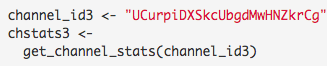 channel_id3 <- "UCurpiDXSkcUbgdMwHNZkrCg"
chstats3 <-
  get_channel_stats(channel_id3)